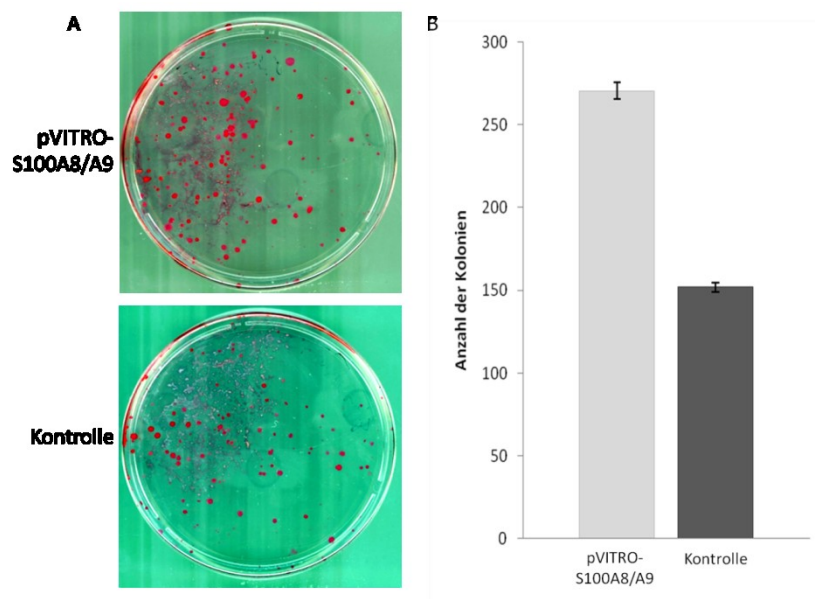 A
pVITRO-
S100A8/A9
Kontrolle
B
Anzahl der Kolonien
300
250
200
150
100
50
0
pVITRO-
S100A8/A9
Kontrolle